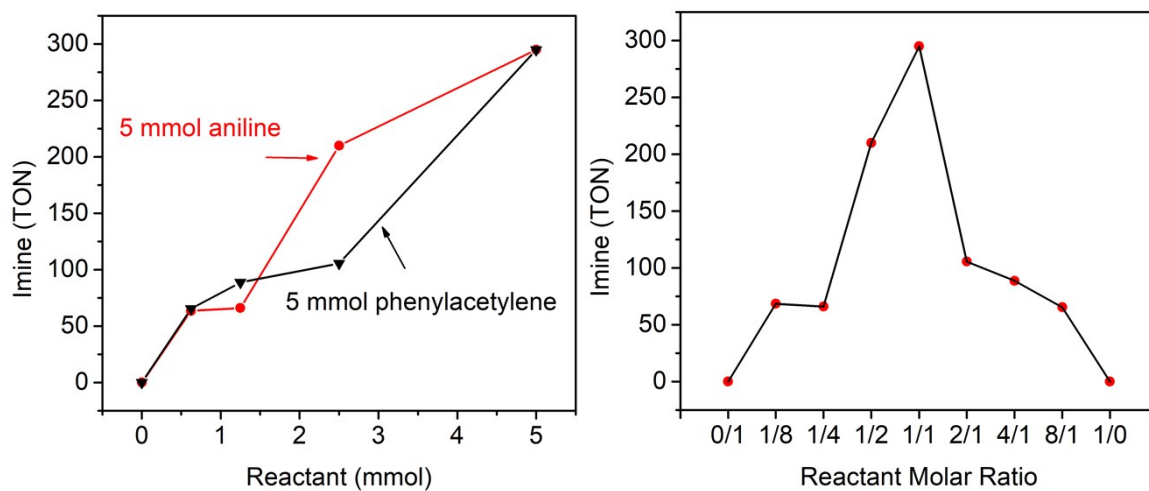 300
250
200
150
100
50
0
Imine (TON)
5 mmol aniline
5 mmol phenylacetylene
0 1 2 3 4 5
Reactant (mmol)
300
250
200
150
100
50
0
Imine (TON)
0/1 1/8 1/4 1/2 1/1 2/1 4/1 8/1 1/0
Reactant Molar Ratio